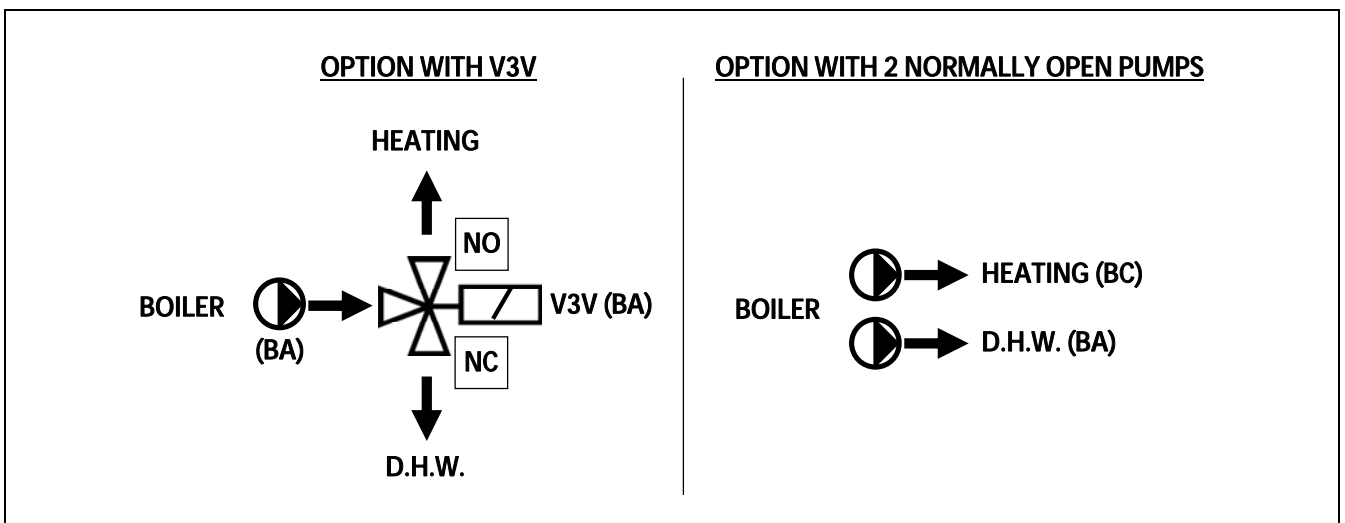 OPTION WITH V3V
HEATING
NO
BOILER
(BA)
V3V (BA)
NC
D.H.W.
OPTION WITH 2 NORMALLY OPEN PUMPS
BOILER
HEATING (BC)
D.H.W. (BA)